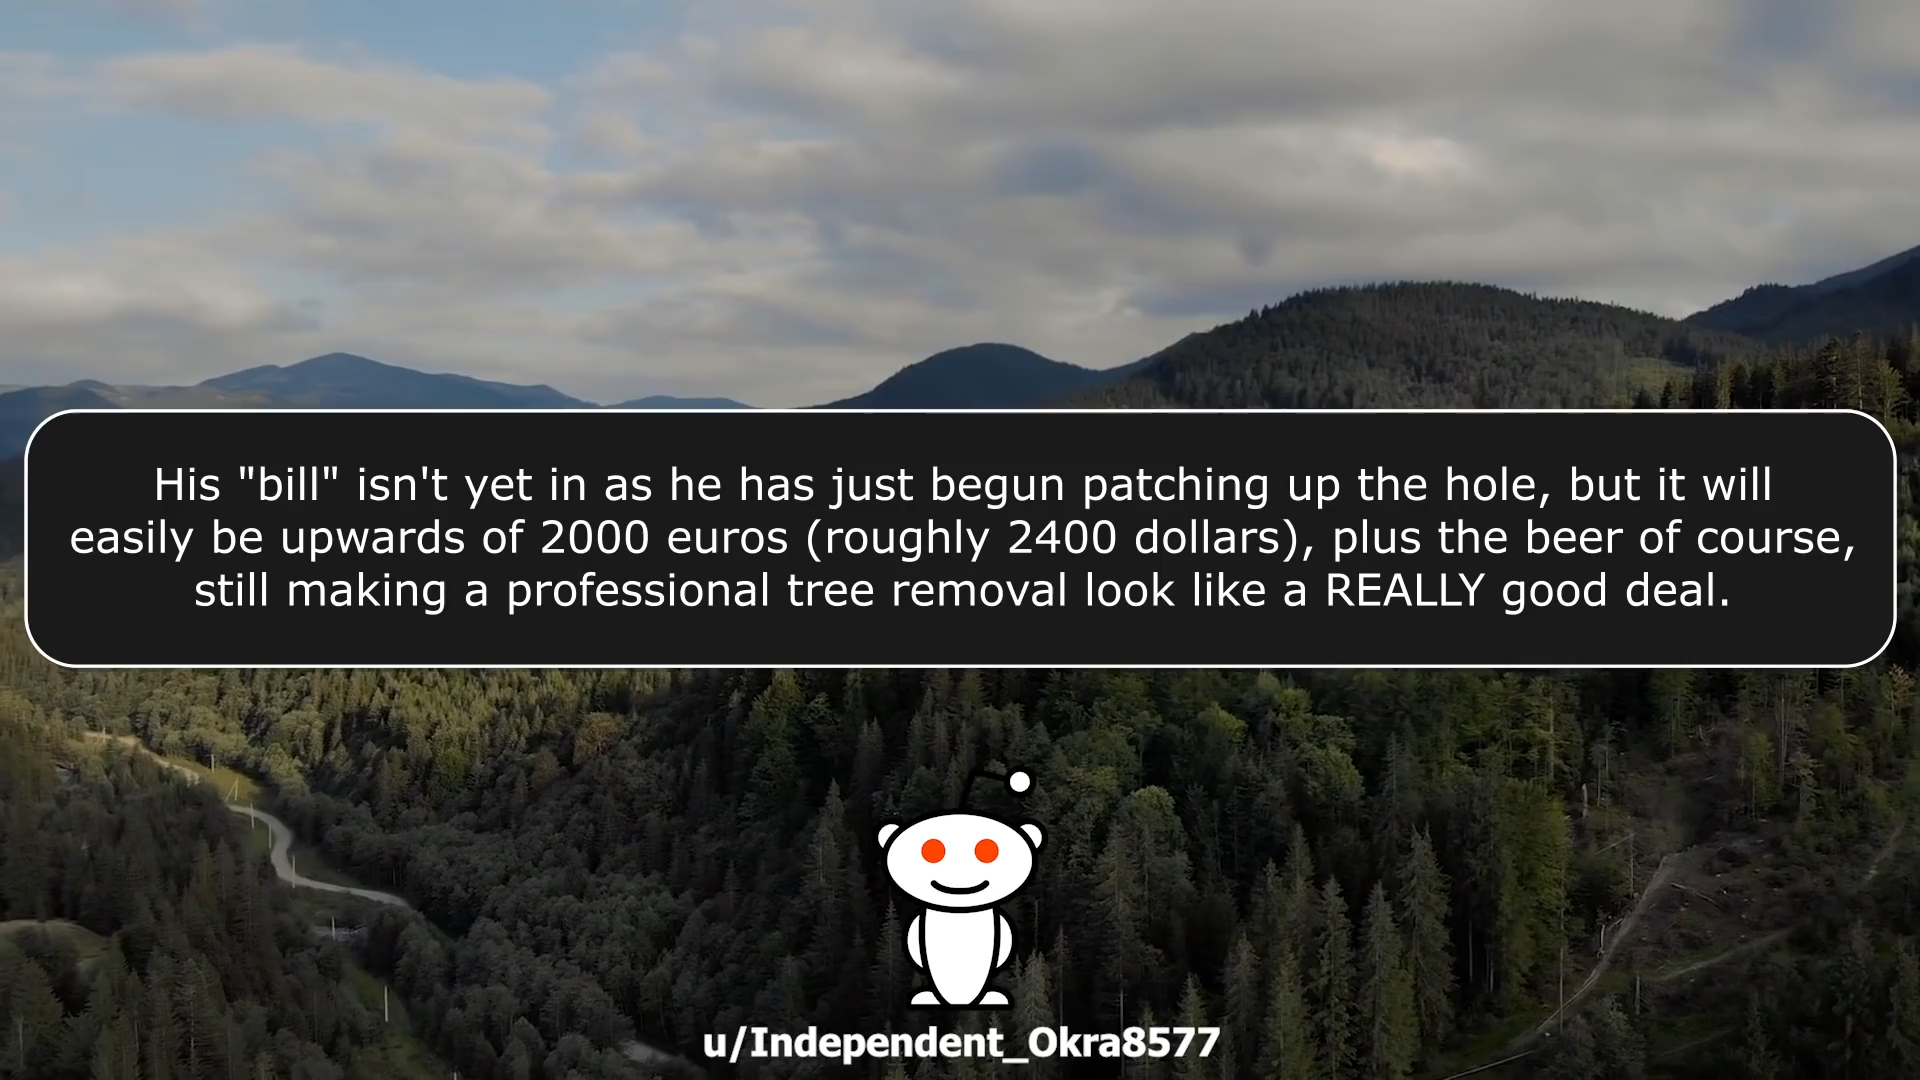 His "bill" isn't yet in as he has just begun patching up the hole, but it will
easily be upwards of 2000 euros (roughly 2400 dollars), plus the beer of course,
still making a professional tree removal look like a REALLY good deal.
u/Independent_Okra8577